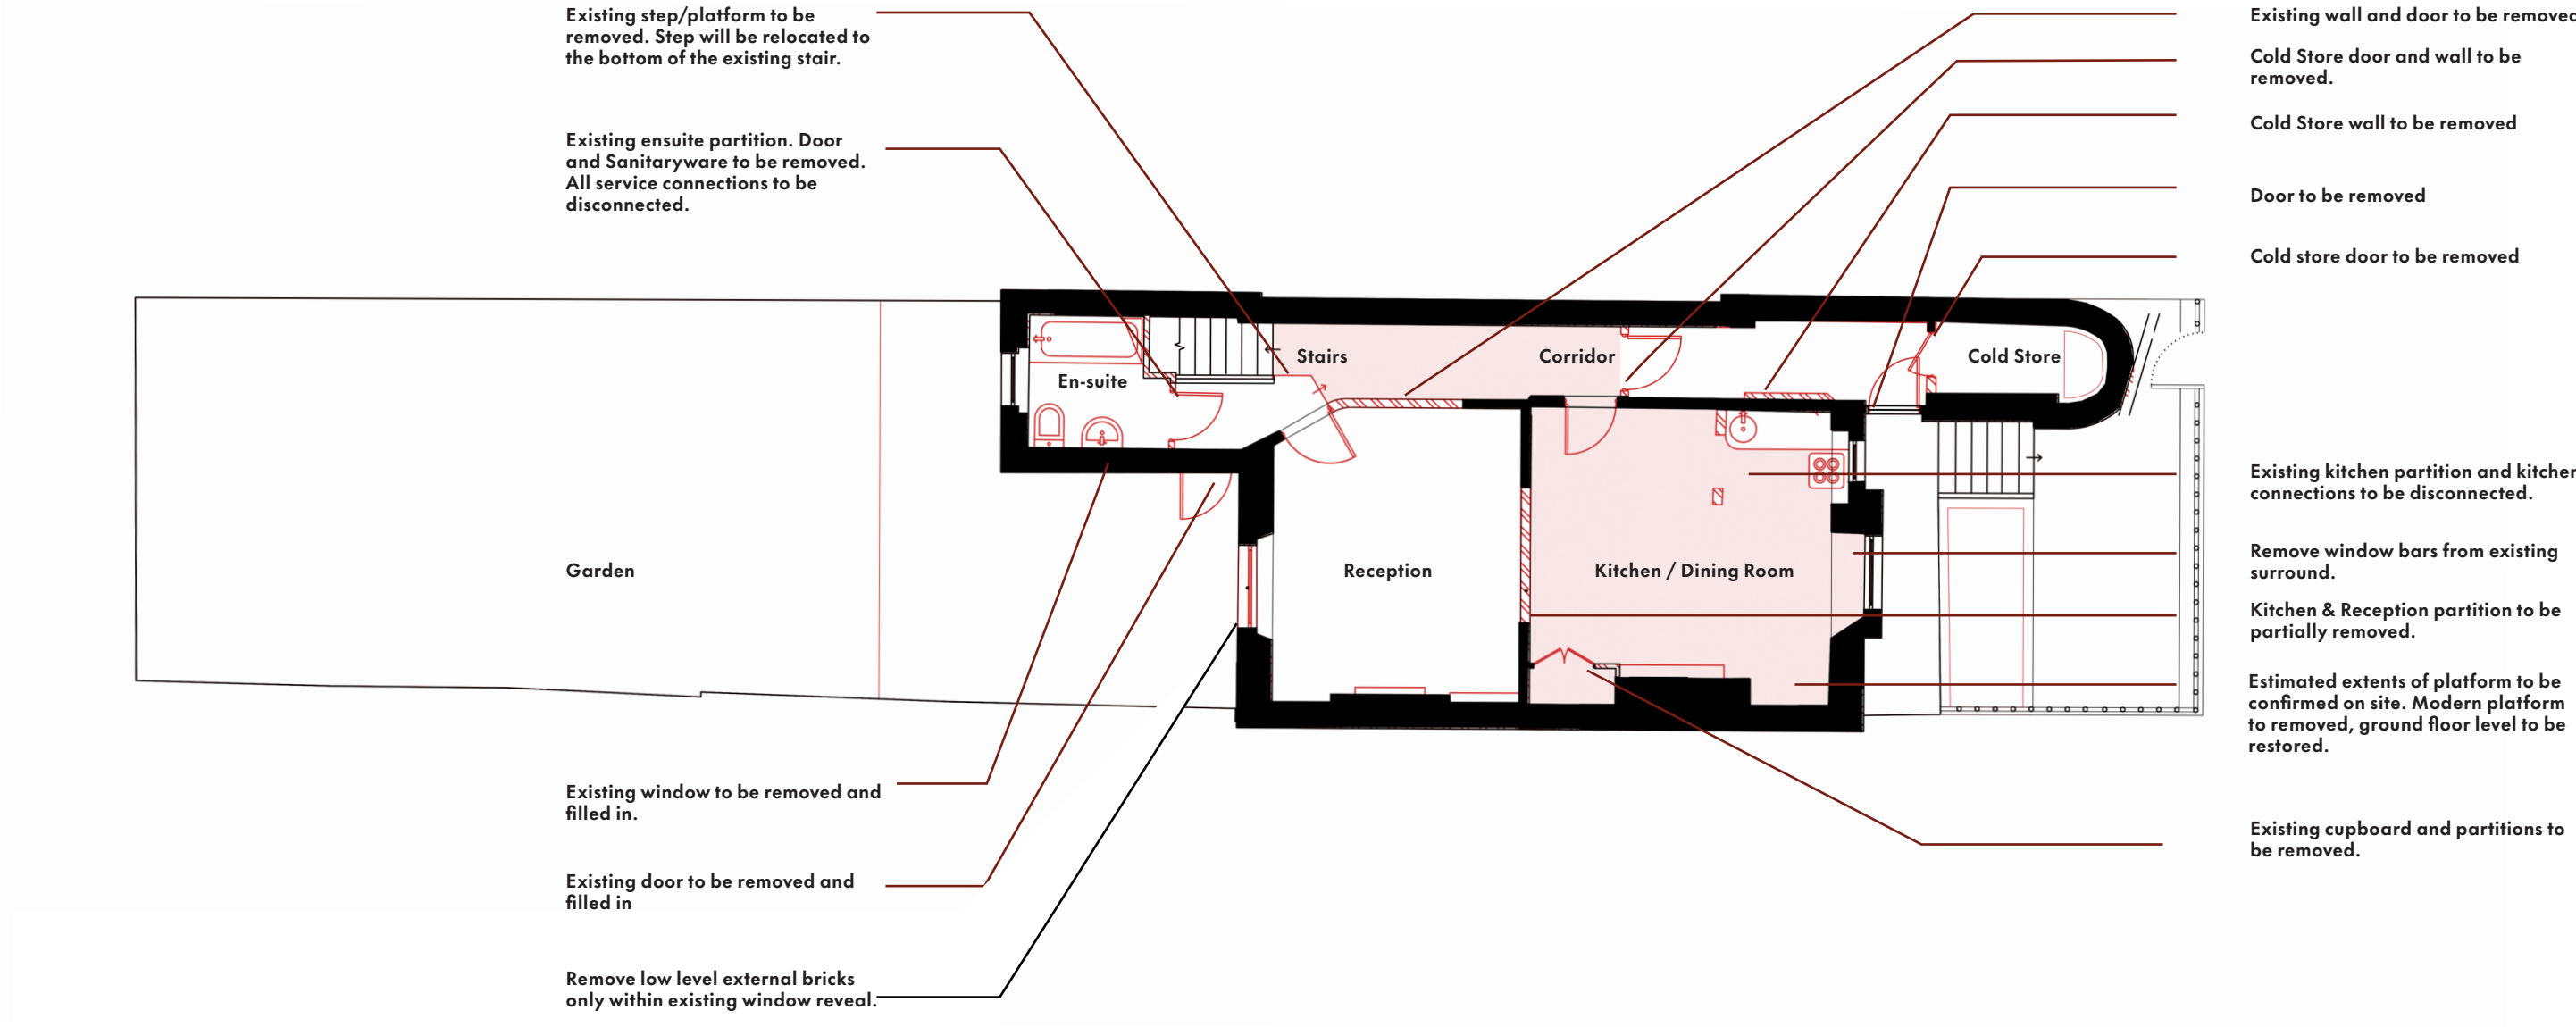 Existing step/platform to be
removed. Step will be relocated to
the bottom of the existing stair.
Existing ensuite partition. Door
and Sanitaryware to be removed.
All service connections to be
disconnected.
Existing wall and door to be removed
Cold Store door and wall to be
removed.
Cold Store wall to be removed
Door to be removed
Cold store door to be removed
Stairs
Corridor
Cold Store
En-suite
Garden
Reception
Kitchen / Dining Room
Existing kitchen partition and kitchen
connections to be disconnected.
Remove window bars from existing
surround.
Kitchen & Reception partition to be
partially removed.
Estimated extents of platform to be
confirmed on site. Modern platform
to removed, ground floor level to be
restored.
Existing cupboard and partitions to
be removed.
Existing window to be removed and
filled in.
Existing door to be removed and
filled in
Remove low level external bricks
only within existing window reveal.